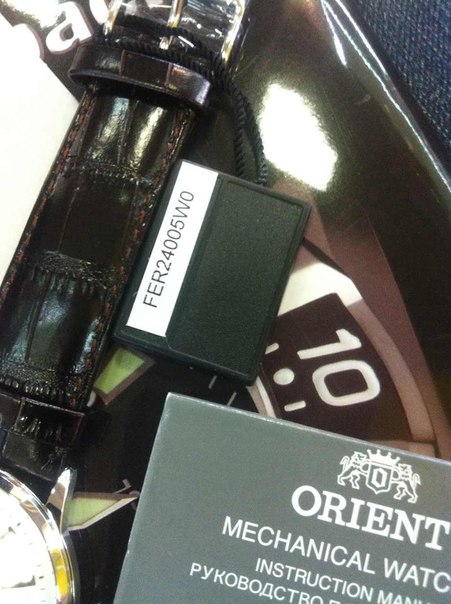 FER24005W0
10
ORIENT
MECHANICAL WATC
INSTRUCTION MANU
РУКОВОДСТВО П